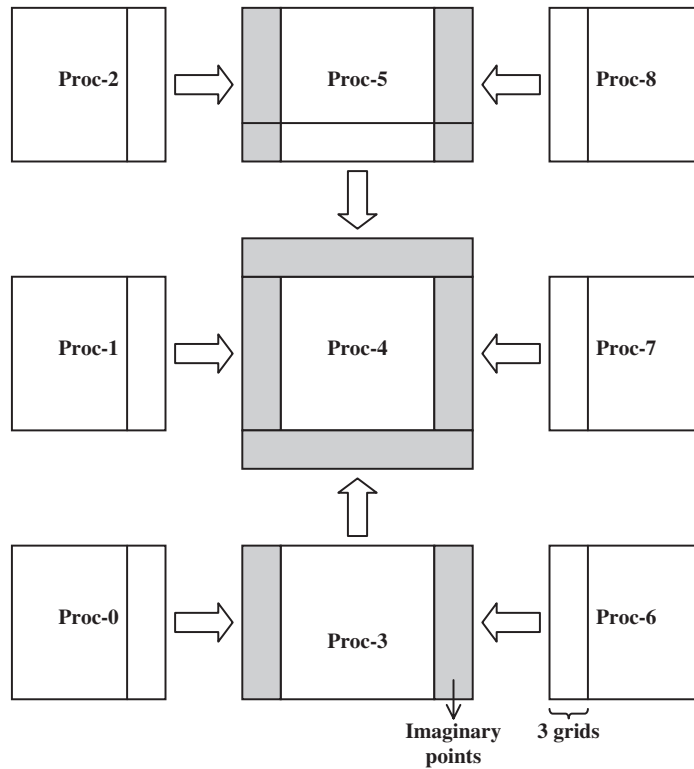 Proc-2
Proc-5
Proc-8
Proc-1
Proc-4
Proc-7
Proc-0
Proc-3
Proc-6
Imaginary
points
3 grids